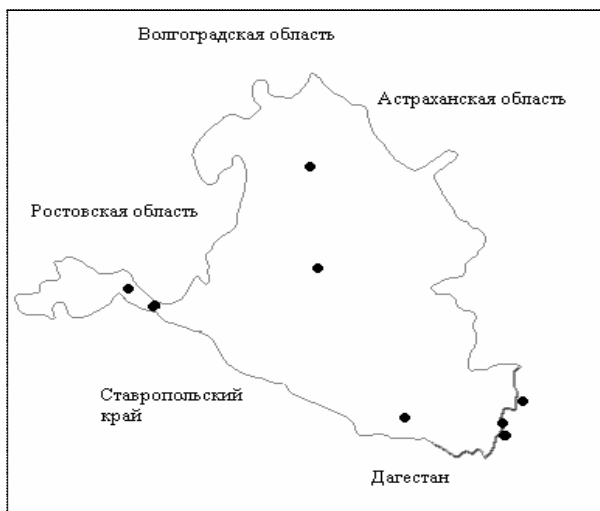 Волгоградская область
Астраханская область
Ростовская область
Ставропольский
край
Дагестан